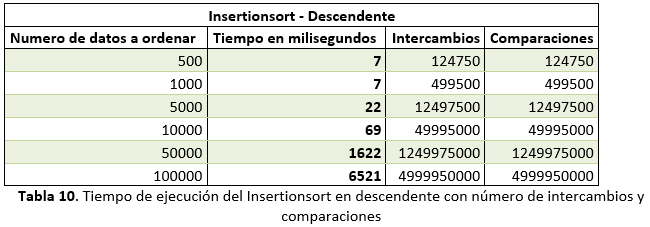 Insertionsort - Descendente
Numero de datos a ordenar Tiempo en milisegundos Intercambios Comparaciones
500 7 124750 124750
1000 7 499500 499500
5000 22 12497500 12497500
10000 69 49995000 49995000
50000 1622 1249975000 1249975000
100000 6521 4999950000 4999950000
Tabla 10. Tiempo de ejecución del Insertionsort en descendente con número de intercambios y
comparaciones